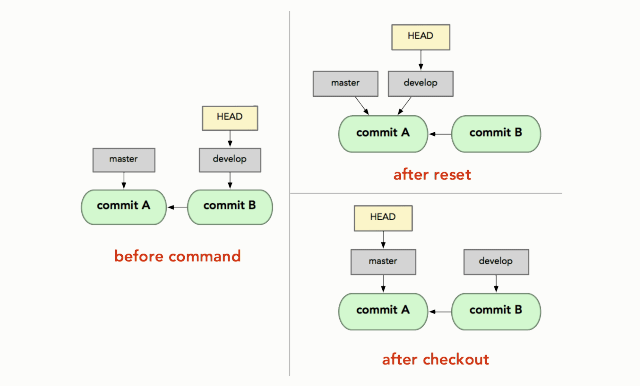 HEAD
master
develop
commit A
commit B
before command
HEAD
master
develop
commit A
commit B
after reset
HEAD
master
develop
commit A
commit B
after checkout